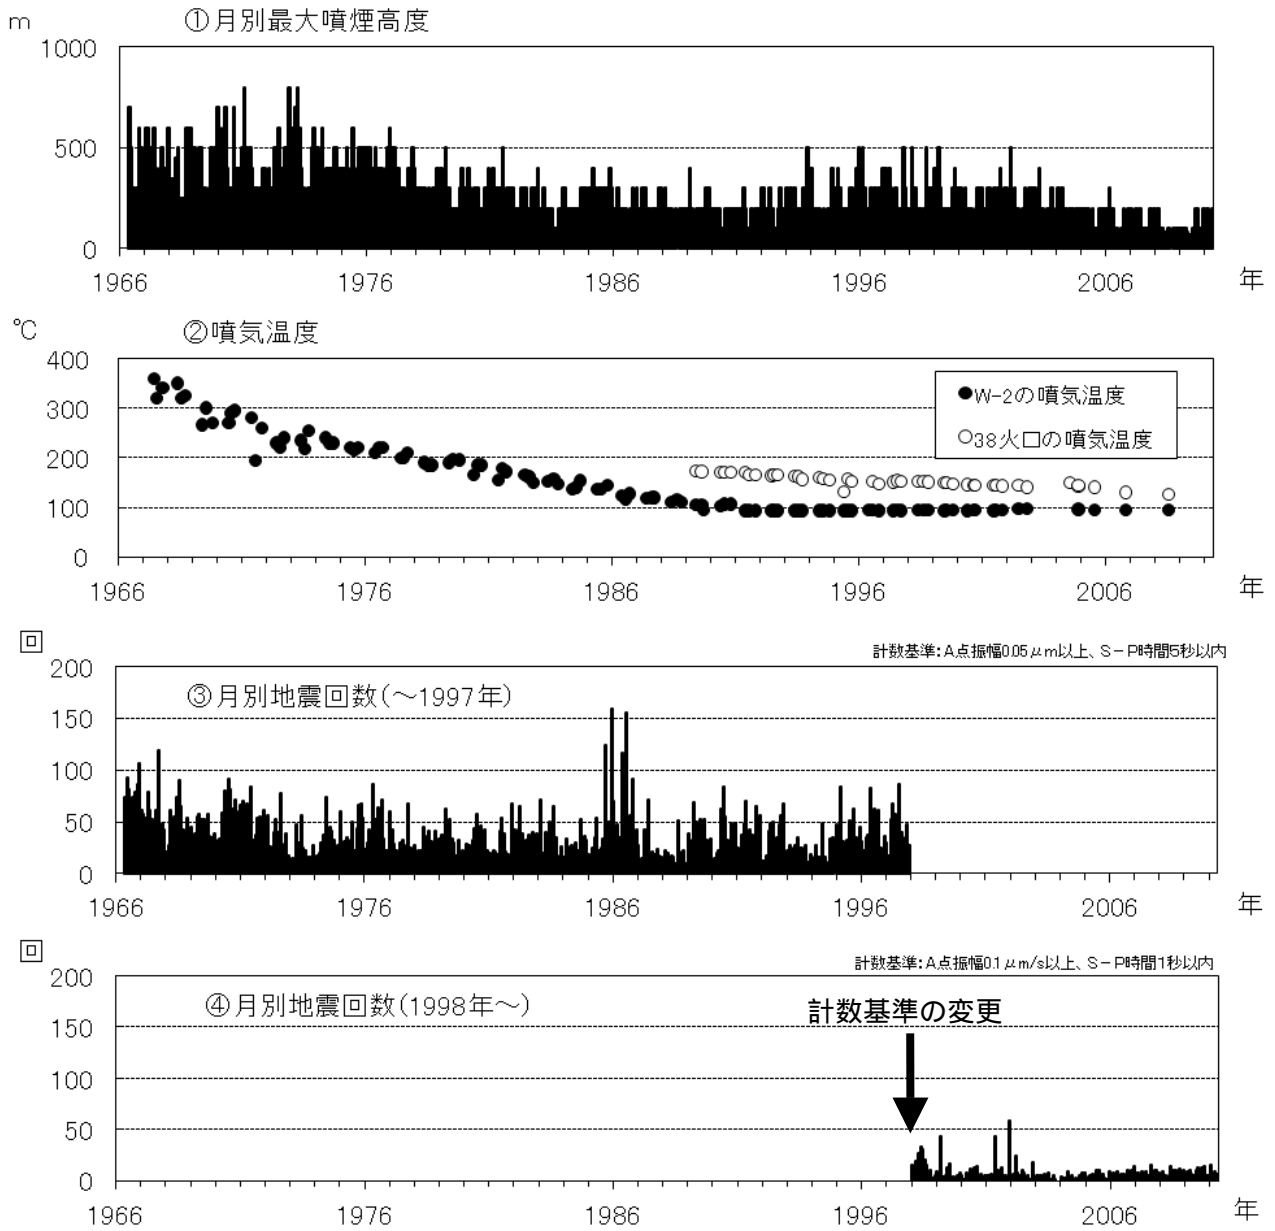 m ①月別最大噴煙高度
1000
500
0
1966 1976 1986 1996 2006 年
℃ ②噴気温度
400
300
200
100
0
●W-2の噴気温度
○38火口の噴気温度
1966 1976 1986 1996 2006 年
回 計数基準:A点振幅0.05μm以上、S-P時間5秒以内
200
③月別地震回数(～1997年)
150
100
50
0
1966 1976 1986 1996 2006 年
回 計数基準:A点振幅0.1μm/s以上、S-P時間1秒以内
200
④月別地震回数(1998年～)
計数基準の変更
150
100
50
0
1966 1976 1986 1996 2006 年